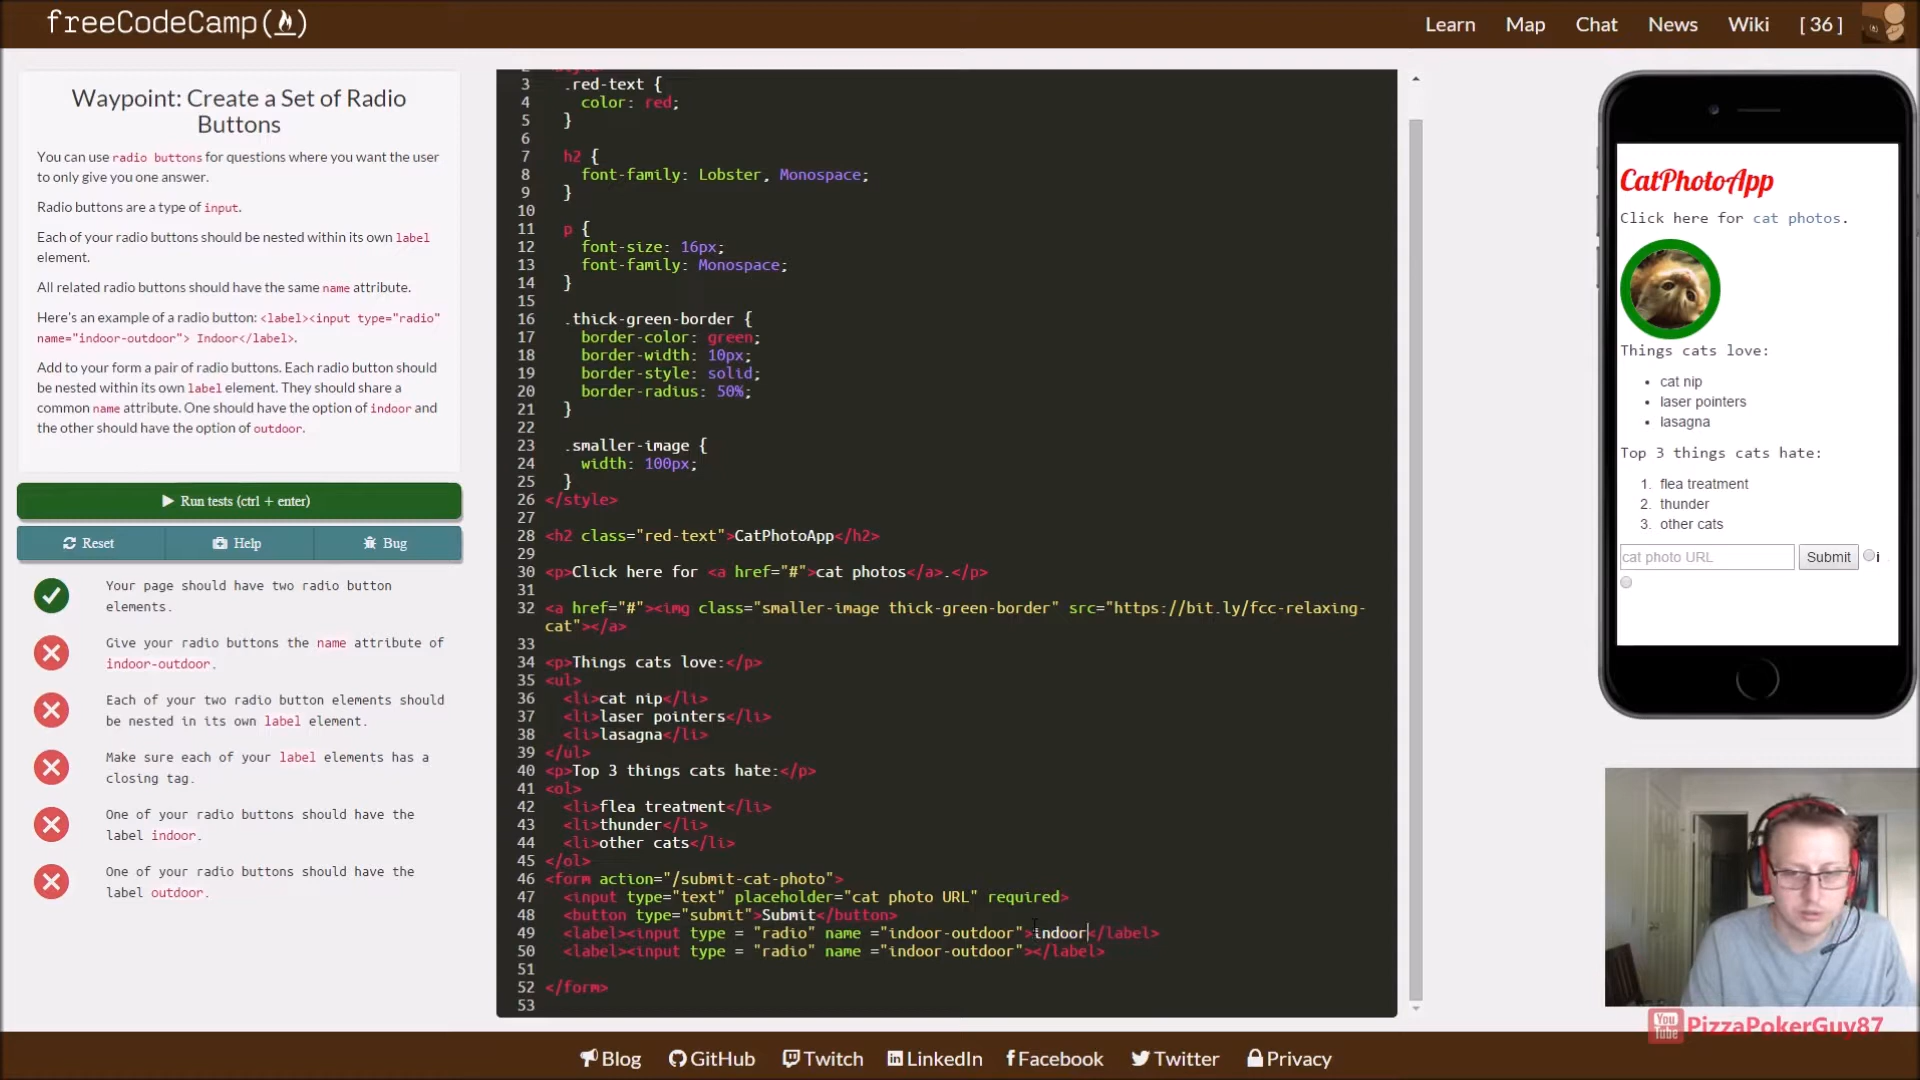 freeCodeCamp
Learn
Map
Chat
News
Wiki
[ 36 ]
Waypoint: Create a Set of Radio
Buttons
You can use radio buttons for questions where you want the user
to only give you one answer.
Radio buttons are a type of input.
Each of your radio buttons should be nested within its own label
element.
All related radio buttons should have the same name attribute.
Here's an example of a radio button: <label><input type="radio"
name="indoor-outdoor"> Indoor</label>.
Add to your form a pair of radio buttons. Each radio button should
be nested within its own label element. They should share a
common name attribute. One should have the option of indoor and
the other should have the option of outdoor.
Run tests (ctrl + enter)
Reset
Help
Bug
Your page should have two radio button
elements.
Give your radio buttons the name attribute of
indoor-outdoor.
Each of your two radio button elements should
be nested in its own label element.
Make sure each of your label elements has a
closing tag.
One of your radio buttons should have the
label indoor.
One of your radio buttons should have the
label outdoor.
3 .red-text {
4 color: red;
5 }
6
7 h2 {
8 font-family: Lobster, Monospace;
9 }
10
11 p {
12 font-size: 16px;
13 font-family: Monospace;
14 }
15
16 .thick-green-border {
17 border-color: green;
18 border-width: 10px;
19 border-style: solid;
20 border-radius: 50%;
21 }
22
23 .smaller-image {
24 width: 100px;
25 }
26 </style>
27
28 <h2 class="red-text">CatPhotoApp</h2>
29
30 <p>Click here for <a href="#">cat photos</a>.</p>
31
32 <a href="#"><img class="smaller-image thick-green-border" src="https://bit.ly/fcc-relaxing-
cat"></a>
33
34 <p>Things cats love:</p>
35 <ul>
36 <li>cat nip</li>
37 <li>laser pointers</li>
38 <li>lasagna</li>
39 </ul>
40 <p>Top 3 things cats hate:</p>
41 <ol>
42 <li>flea treatment</li>
43 <li>thunder</li>
44 <li>other cats</li>
45 </ol>
46 <form action="/submit-cat-photo">
47 <input type="text" placeholder="cat photo URL" required>
48 <button type="submit">Submit</button>
49 <label><input type = "radio" name ="indoor-outdoor">indoor</label>
50 <label><input type = "radio" name ="indoor-outdoor"></label>
51
52 </form>
53
CatPhotoApp
Click here for cat photos.
Things cats love:
cat nip
laser pointers
lasagna
Top 3 things cats hate:
1. flea treatment
2. thunder
3. other cats
cat photo URL
Submit
i
You Tube PizzaPokerGuy87
Blog
GitHub
Twitch
LinkedIn
Facebook
Twitter
Privacy